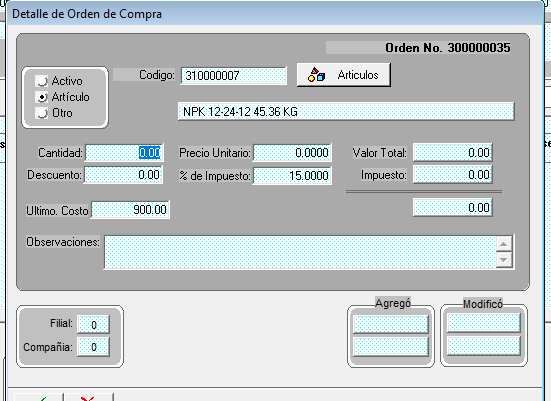 Detalle de Orden de Compra
Orden No. 300000035
Activo
Artículo
Otro
Codigo: 310000007 Articulos
NPK 12-24-12 45.36 KG
Cantidad: 0.00 Precio Unitario: 0.0000 Valor Total: 0.00
Descuento: 0.00 % de Impuesto: 15.0000 Impuesto: 0.00
Ultimo. Costo 900.00 0.00
Observaciones:
Agregó Modificó
Filial: 0
Compañia: 0